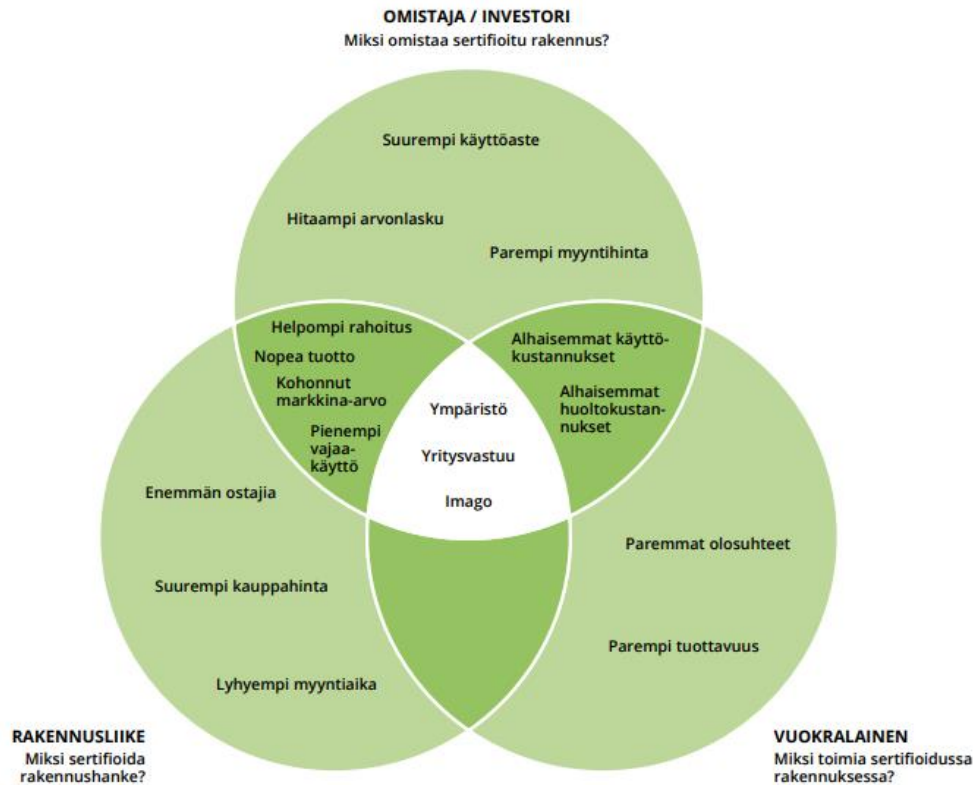 OMISTAJA / INVESTORI
Miksi omistaa sertifioitu rakennus?
Suurempi käyttöaste
Hitaampi arvonlasku
Parempi myyntihinta
Helpompi rahoitus
Nopea tuotto
Kohonnut
markkina-arvo
Pienempi
vajaa-
käyttö
Alhaisemmat käyttö-
kustannukset
Alhaisemmat
huoltokustan-
nukset
Ympäristö
Yritysvastuu
Imago
Enemmän ostajia
Suurempi kauppahinta
Lyhyempi myyntiaika
Paremmat olosuhteet
Parempi tuottavuus
RAKENNUSLIIKE
Miksi sertifioida
rakennushanke?
VUOKRALAINEN
Miksi toimia sertifioidussa
rakennuksessa?